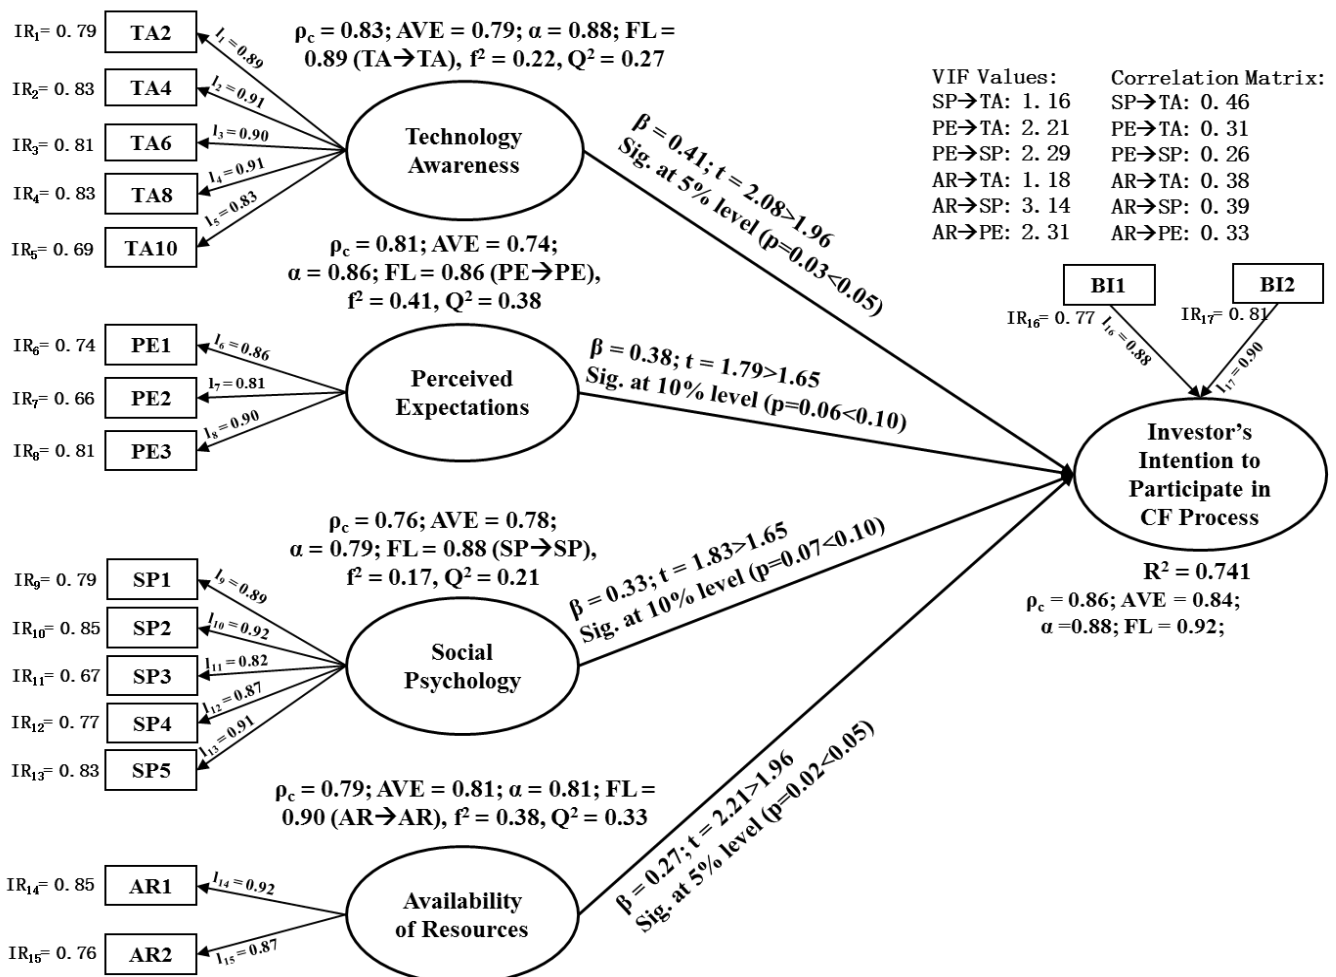 ρc = 0.83; AVE = 0.79; α = 0.88; FL =
0.89 (TA→TA), f² = 0.22, Q² = 0.27
IR₁= 0.79
TA2
l₁=0.89
IR₂= 0.83
TA4
l₂=0.91
IR₃= 0.81
TA6
l₃=0.90
IR₄= 0.83
TA8
l₄=0.91
IR₅= 0.69
TA10
l₅=0.83
Technology
Awareness
β = 0.41; t = 2.08>1.96
Sig. at 5% level (p=0.03<0.05)
VIF Values:
SP→TA: 1.16
PE→TA: 2.21
PE→SP: 2.29
AR→TA: 1.18
AR→SP: 3.14
AR→PE: 2.31
Correlation Matrix:
SP→TA: 0.46
PE→TA: 0.31
PE→SP: 0.26
AR→TA: 0.38
AR→SP: 0.39
AR→PE: 0.33
ρc = 0.81; AVE = 0.74;
α = 0.86; FL = 0.86 (PE→PE),
f² = 0.41, Q² = 0.38
IR₆= 0.74
PE1
l₆=0.86
IR₇= 0.66
PE2
l₇=0.81
IR₈= 0.81
PE3
l₈=0.90
Perceived
Expectations
β = 0.38; t = 1.79>1.65
Sig. at 10% level (p=0.06<0.10)
BI1
BI2
IR₁₆= 0.77
l₁₆=0.88
IR₁₇= 0.81
l₁₇=0.90
Investor's
Intention to
Participate in
CF Process
R² = 0.741
ρc = 0.86; AVE = 0.84;
α =0.88; FL = 0.92;
ρc = 0.76; AVE = 0.78;
α = 0.79; FL = 0.88 (SP→SP),
f² = 0.17, Q² = 0.21
IR₉= 0.79
SP1
l₉=0.89
IR₁₀= 0.85
SP2
l₁₀=0.92
IR₁₁= 0.67
SP3
l₁₁=0.82
IR₁₂= 0.77
SP4
l₁₂=0.87
IR₁₃= 0.83
SP5
l₁₃=0.91
Social
Psychology
β = 0.33; t = 1.83>1.65
Sig. at 10% level (p=0.07<0.10)
ρc = 0.79; AVE = 0.81; α = 0.81; FL =
0.90 (AR→AR), f² = 0.38, Q² = 0.33
IR₁₄= 0.85
AR1
l₁₄=0.92
IR₁₅= 0.76
AR2
l₁₅=0.87
Availability
of Resources
β = 0.27; t = 2.21>1.96
Sig. at 5% level (p=0.02<0.05)